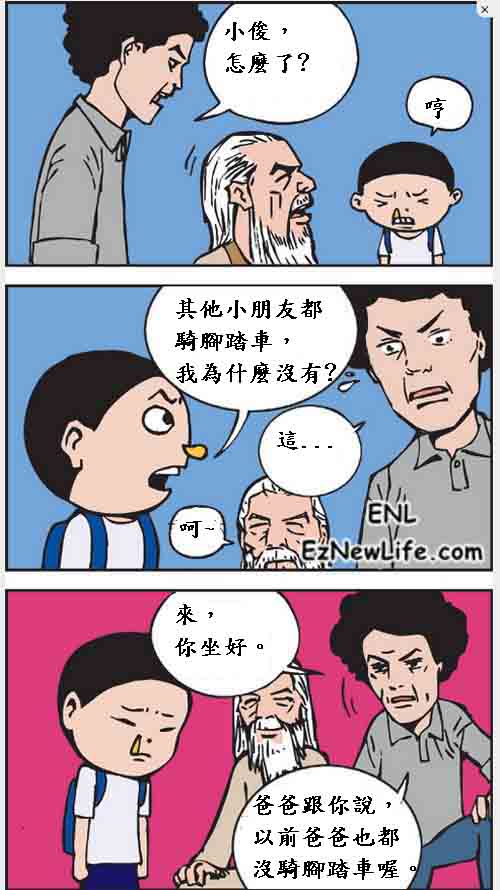 小俊，
怎麼了?
哼
其他小朋友都
騎腳踏車，
我為什麼沒有?
這...
呵~
ENL
EzNewLife.com
來，
你坐好。
爸爸跟你說，
以前爸爸也都
沒騎腳踏車喔。